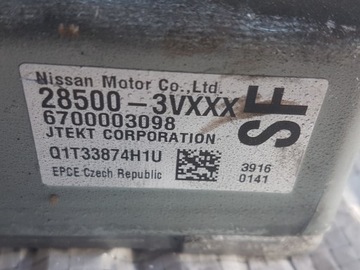 Nissan Motor Co.,Ltd.
28500-3VXXX
6700003098
JTEKT CORPORATION
Q1T33874H1U
EPCE Czech Republic
3916
0141
SF